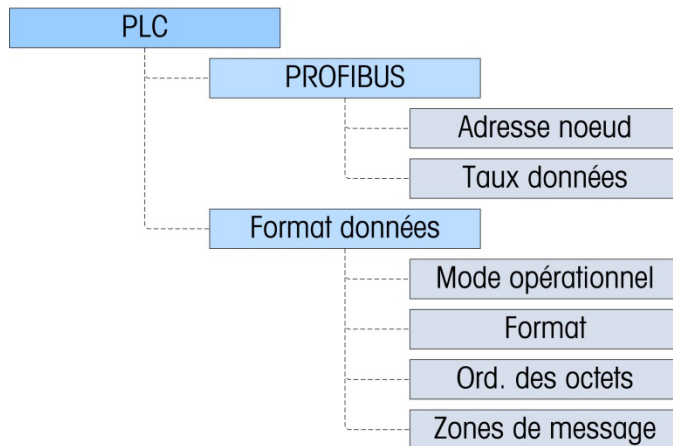 PLC
PROFIBUS
Adresse noeud
Taux données
Format données
Mode opérationnel
Format
Ord. des octets
Zones de message